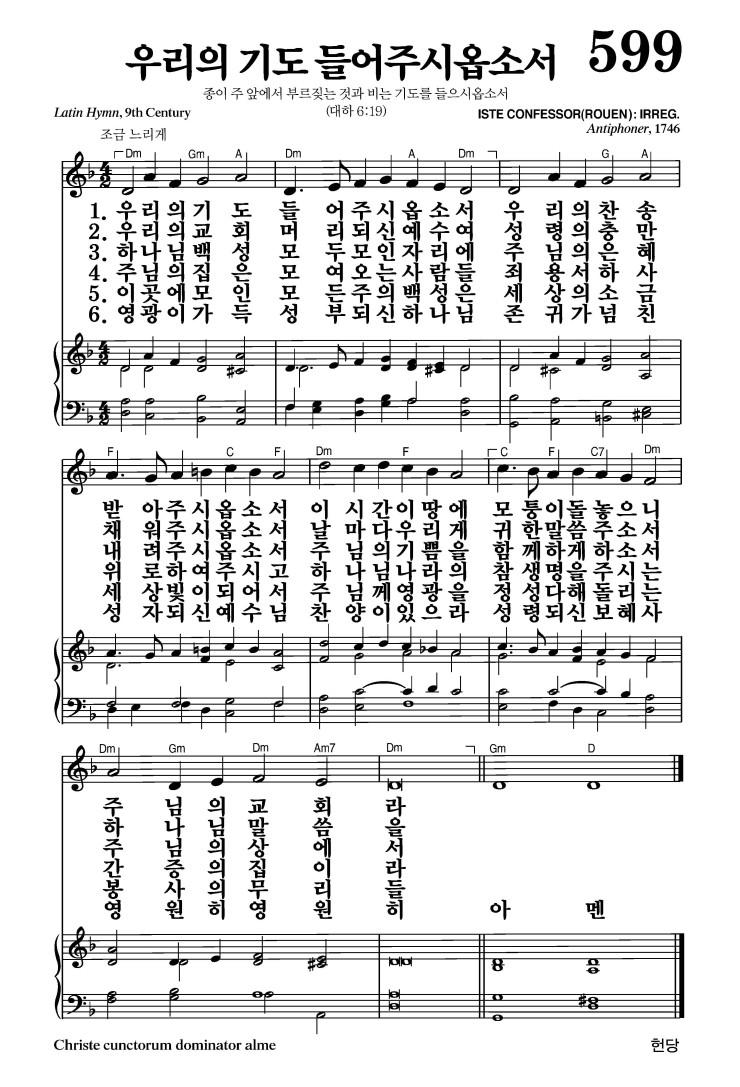 우리의 기도 들어주시옵소서 599
종이 주 앞에서 부르짖는 것과 비는 기도를 들으시옵소서
(대하 6:19)
Latin Hymn, 9th Century
ISTE CONFESSOR(ROUEN): IRREG.
Antiphoner, 1746
조금 느리게
Dm Gm A Dm A Dm G A
1. 우리의기 도 들 어주시옵소서 우 리의찬 송
2. 우리의교 회 머 리되신예수여 성 령의충 만
3. 하나님백 성 모 두모인자리에 주 님의은 혜
4. 주님의집 은 모 여오는사람들 죄 용서하 사
5. 이곳에모 인 모 든주의백성은 세 상의소 금
6. 영광이가 득 성 부되신하나님 존 귀가넘 친
F C F Dm F C F C7 Dm
받 아주시옵소서 이 시간이땅에 모 퉁이돌놓으니
채 워주시옵소서 날 마다우리게 귀 한말씀주소서
내 려주시옵소서 주 님의기쁨을 함 께하게하소서
위 로하여주시고 하 나님나라의 참 생명을주시는
세 상빛이되어서 주 님께영광을 정 성다해돌리는
성 자되신예수님 찬 양이있으라 성 령되신보혜사
Dm Gm Dm Am7 Dm Gm D
주 님 의 교 회 라
하 나 님 말 씀 을
주 님 의 상 에 서
간 증 의 집 이 라
봉 사 의 무 리 들
영 원 히 영 원 히 아 멘
Christe cunctorum dominator alme
헌당